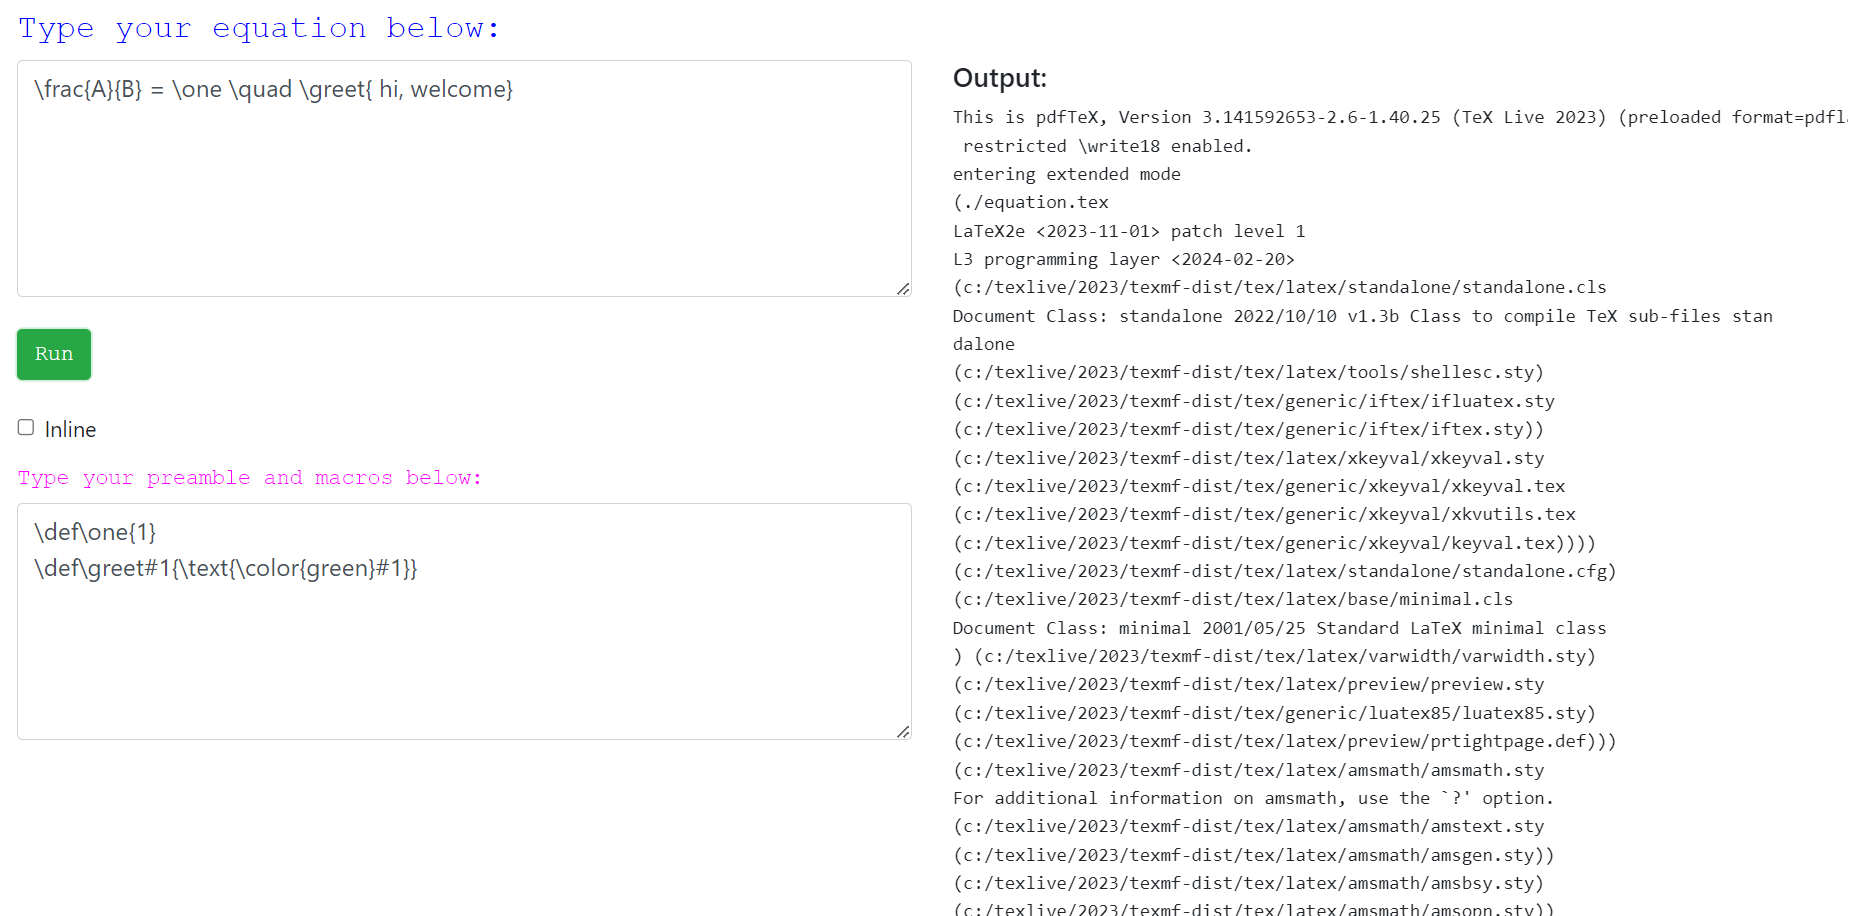 Type your equation below:
\frac{A}{B} = \one \quad \greet{ hi, welcome}
Run
Inline
Type your preamble and macros below:
\def\one{1}
\def\greet#1{\text{\color{green}#1}}
Output:
This is pdfTeX, Version 3.141592653-2.6-1.40.25 (TeX Live 2023) (preloaded format=pdfl
 restricted \write18 enabled.
entering extended mode
(./equation.tex
LaTeX2e <2023-11-01> patch level 1
L3 programming layer <2024-02-20>
(c:/texlive/2023/texmf-dist/tex/latex/standalone/standalone.cls
Document Class: standalone 2022/10/10 v1.3b Class to compile TeX sub-files stan
dalone
(c:/texlive/2023/texmf-dist/tex/latex/tools/shellesc.sty)
(c:/texlive/2023/texmf-dist/tex/generic/iftex/ifluatex.sty
(c:/texlive/2023/texmf-dist/tex/generic/iftex/iftex.sty))
(c:/texlive/2023/texmf-dist/tex/latex/xkeyval/xkeyval.sty
(c:/texlive/2023/texmf-dist/tex/generic/xkeyval/xkeyval.tex
(c:/texlive/2023/texmf-dist/tex/generic/xkeyval/xkvutils.tex
(c:/texlive/2023/texmf-dist/tex/generic/xkeyval/keyval.tex))))
(c:/texlive/2023/texmf-dist/tex/latex/standalone/standalone.cfg)
(c:/texlive/2023/texmf-dist/tex/latex/base/minimal.cls
Document Class: minimal 2001/05/25 Standard LaTeX minimal class
) (c:/texlive/2023/texmf-dist/tex/latex/varwidth/varwidth.sty)
(c:/texlive/2023/texmf-dist/tex/latex/preview/preview.sty
(c:/texlive/2023/texmf-dist/tex/generic/luatex85/luatex85.sty)
(c:/texlive/2023/texmf-dist/tex/latex/preview/prtightpage.def)))
(c:/texlive/2023/texmf-dist/tex/latex/amsmath/amsmath.sty
For additional information on amsmath, use the `?' option.
(c:/texlive/2023/texmf-dist/tex/latex/amsmath/amstext.sty
(c:/texlive/2023/texmf-dist/tex/latex/amsmath/amsgen.sty))
(c:/texlive/2023/texmf-dist/tex/latex/amsmath/amsbsy.sty)
(c:/texlive/2023/texmf-dist/tex/latex/amsmath/amsopn.sty))